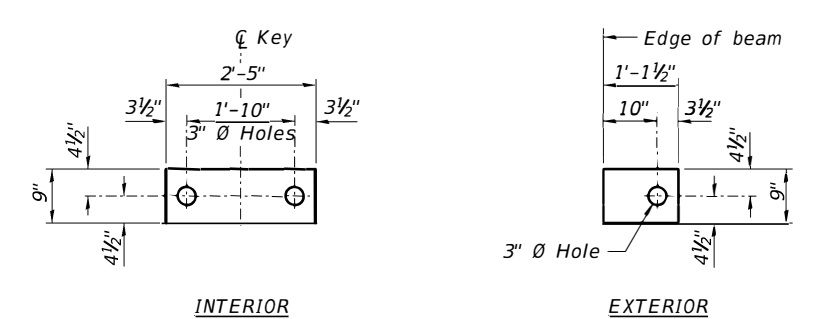 ℄ Key
2'-5"
3½" 1'-10" 3½"
3" Ø Holes
4½"
9"
4½"
INTERIOR
Edge of beam
1'-1½"
10" 3½"
4½"
9"
4½"
3" Ø Hole
EXTERIOR